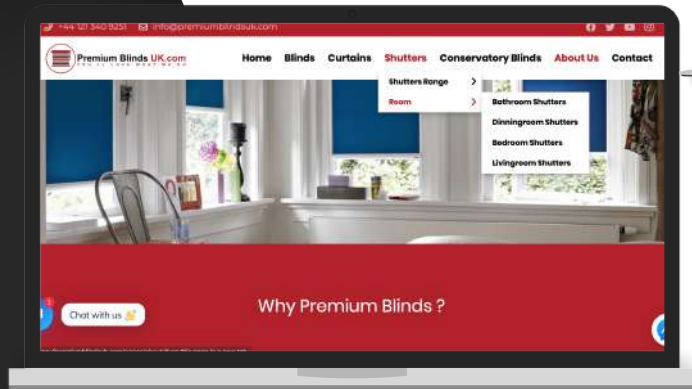 +44 121 340 9251 info@premiumblindsuk.com
Premium Blinds UK.com
Home Blinds Curtains Shutters Conservatory Blinds About Us Contact
Shutters Range
Room
Bathroom Shutters
Dinningroom Shutters
Bedroom Shutters
Livingroom Shutters
Why Premium Blinds ?
Chat with us